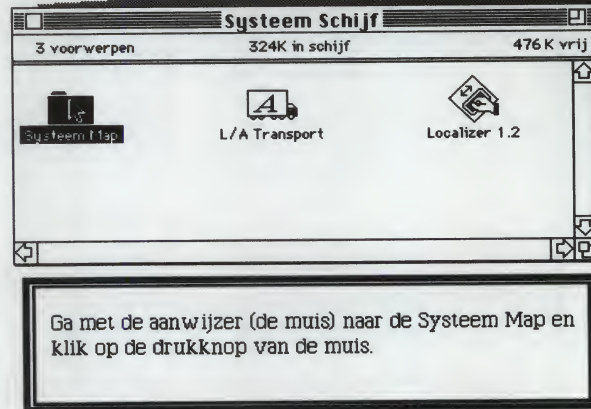 Systeem Schijf
3 voorwerpen 324K in schijf 476K vrij
Systeem Map L/A Transport Localizer 1.2
Ga met de aanwijzer (de muis) naar de Systeem Map en
klik op de drukknop van de muis.